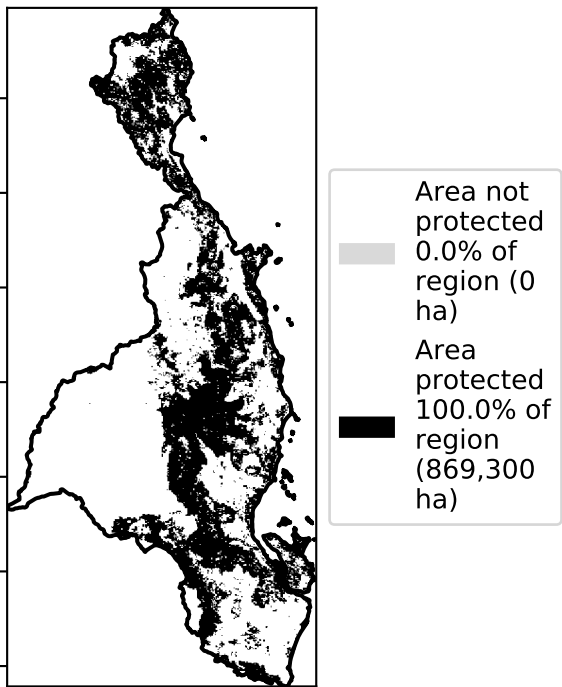 Area not
protected
0.0% of
region (0
ha)
Area
protected
100.0% of
region
(869,300
ha)